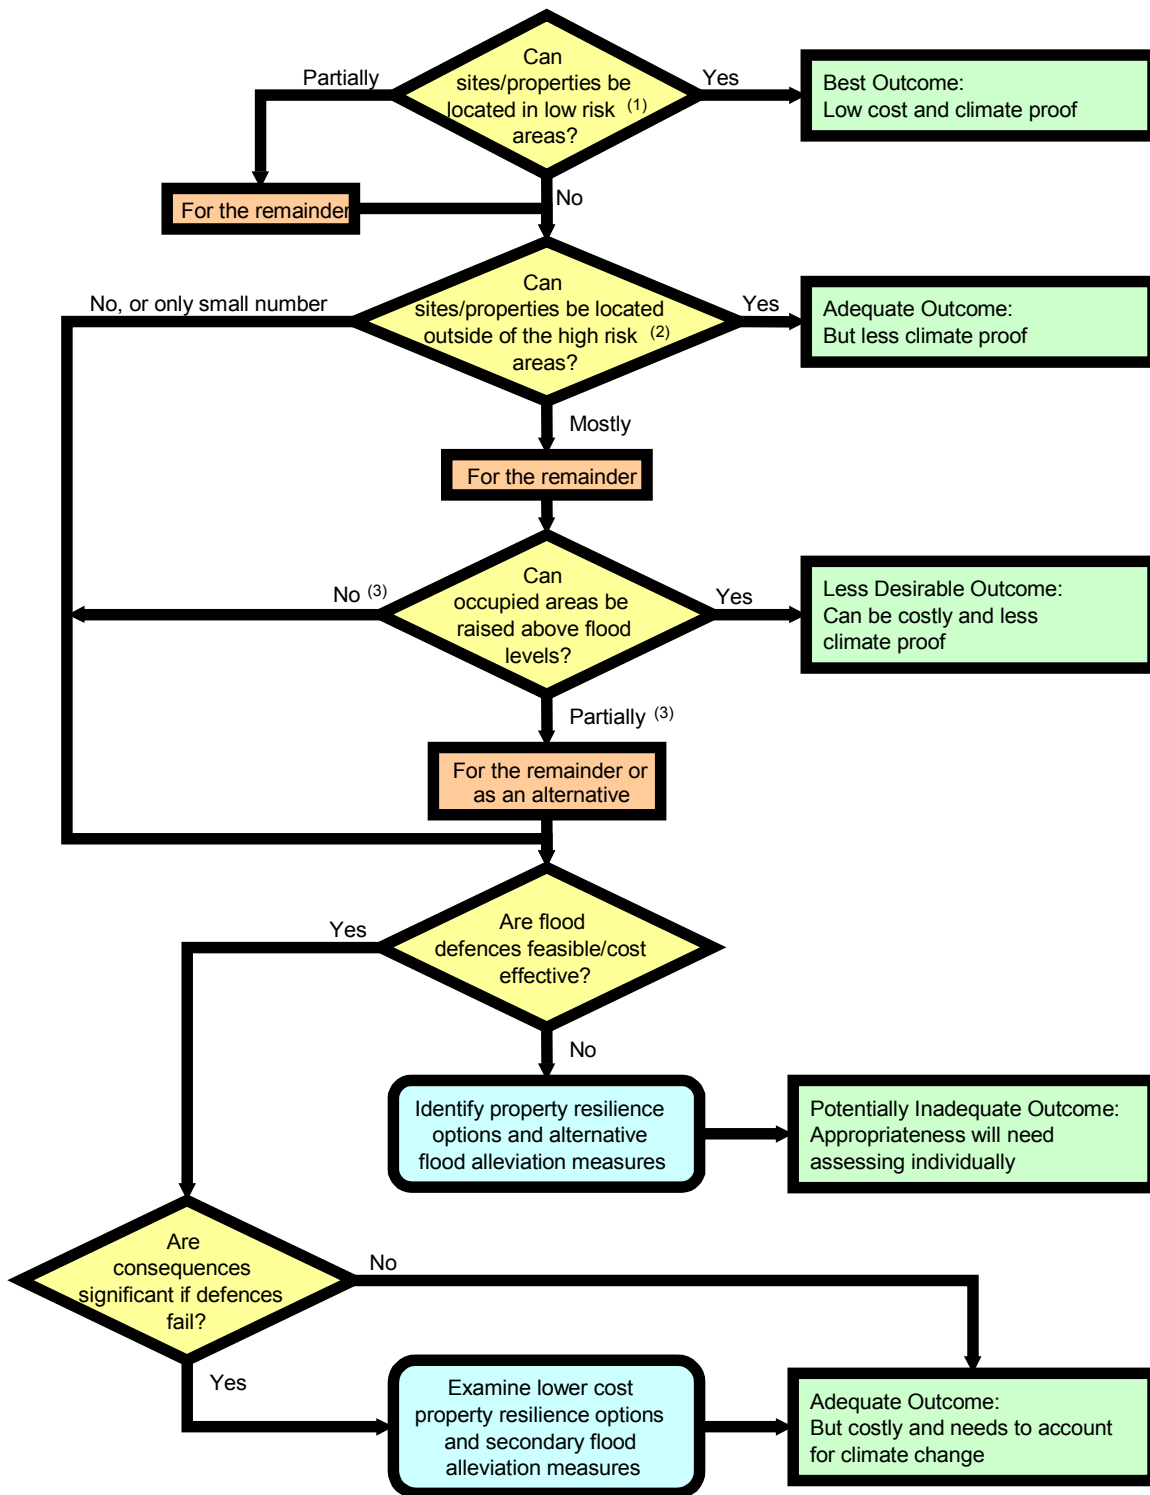 Can
sites/properties be
located in low risk (1)
areas?
Partially
Yes
Best Outcome:
Low cost and climate proof
For the remainder
No
Can
sites/properties be located
outside of the high risk (2)
areas?
No, or only small number
Yes
Adequate Outcome:
But less climate proof
Mostly
For the remainder
Can
occupied areas be
raised above flood
levels?
No (3)
Yes
Less Desirable Outcome:
Can be costly and less
climate proof
Partially (3)
For the remainder or
as an alternative
Are flood
defences feasible/cost
effective?
Yes
No
Identify property resilience
options and alternative
flood alleviation measures
Potentially Inadequate Outcome:
Appropriateness will need
assessing individually
Are
consequences
significant if defences
fail?
No
Yes
Examine lower cost
property resilience options
and secondary flood
alleviation measures
Adequate Outcome:
But costly and needs to account
for climate change